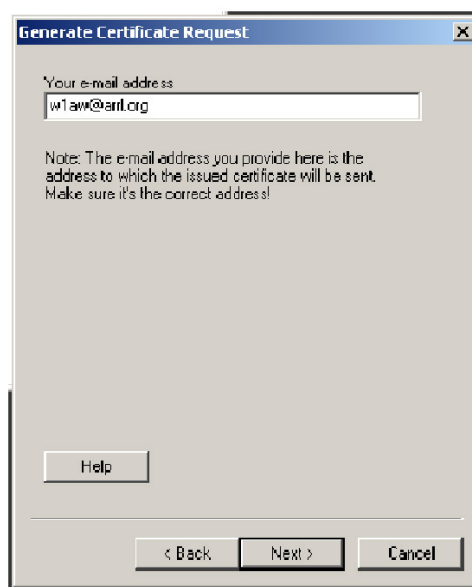 Generate Certificate Request
Your e-mail address
w1aw@arrl.org
Note: The e-mail address you provide here is the
address to which the issued certificate will be sent.
Make sure it's the correct address!
Help
< Back
Next >
Cancel